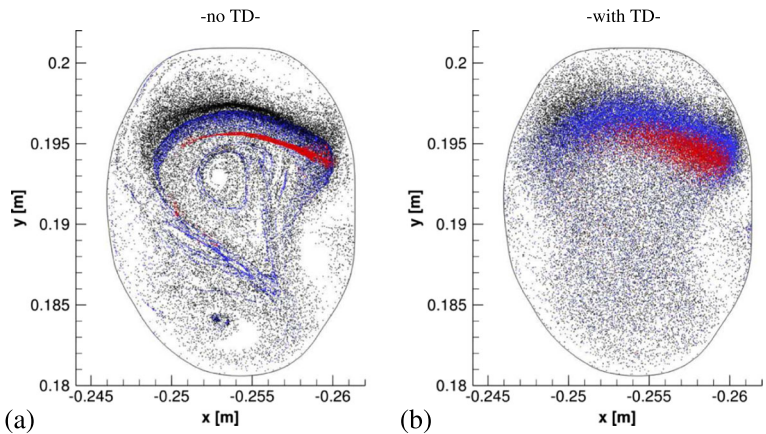 -no TD-
-with TD-
0.2
0.195
0.19
0.185
0.18
y [m]
-0.245
-0.25
-0.255
-0.26
x [m]
(a)
0.2
0.195
0.19
0.185
0.18
y [m]
-0.245
-0.25
-0.255
-0.26
x [m]
(b)